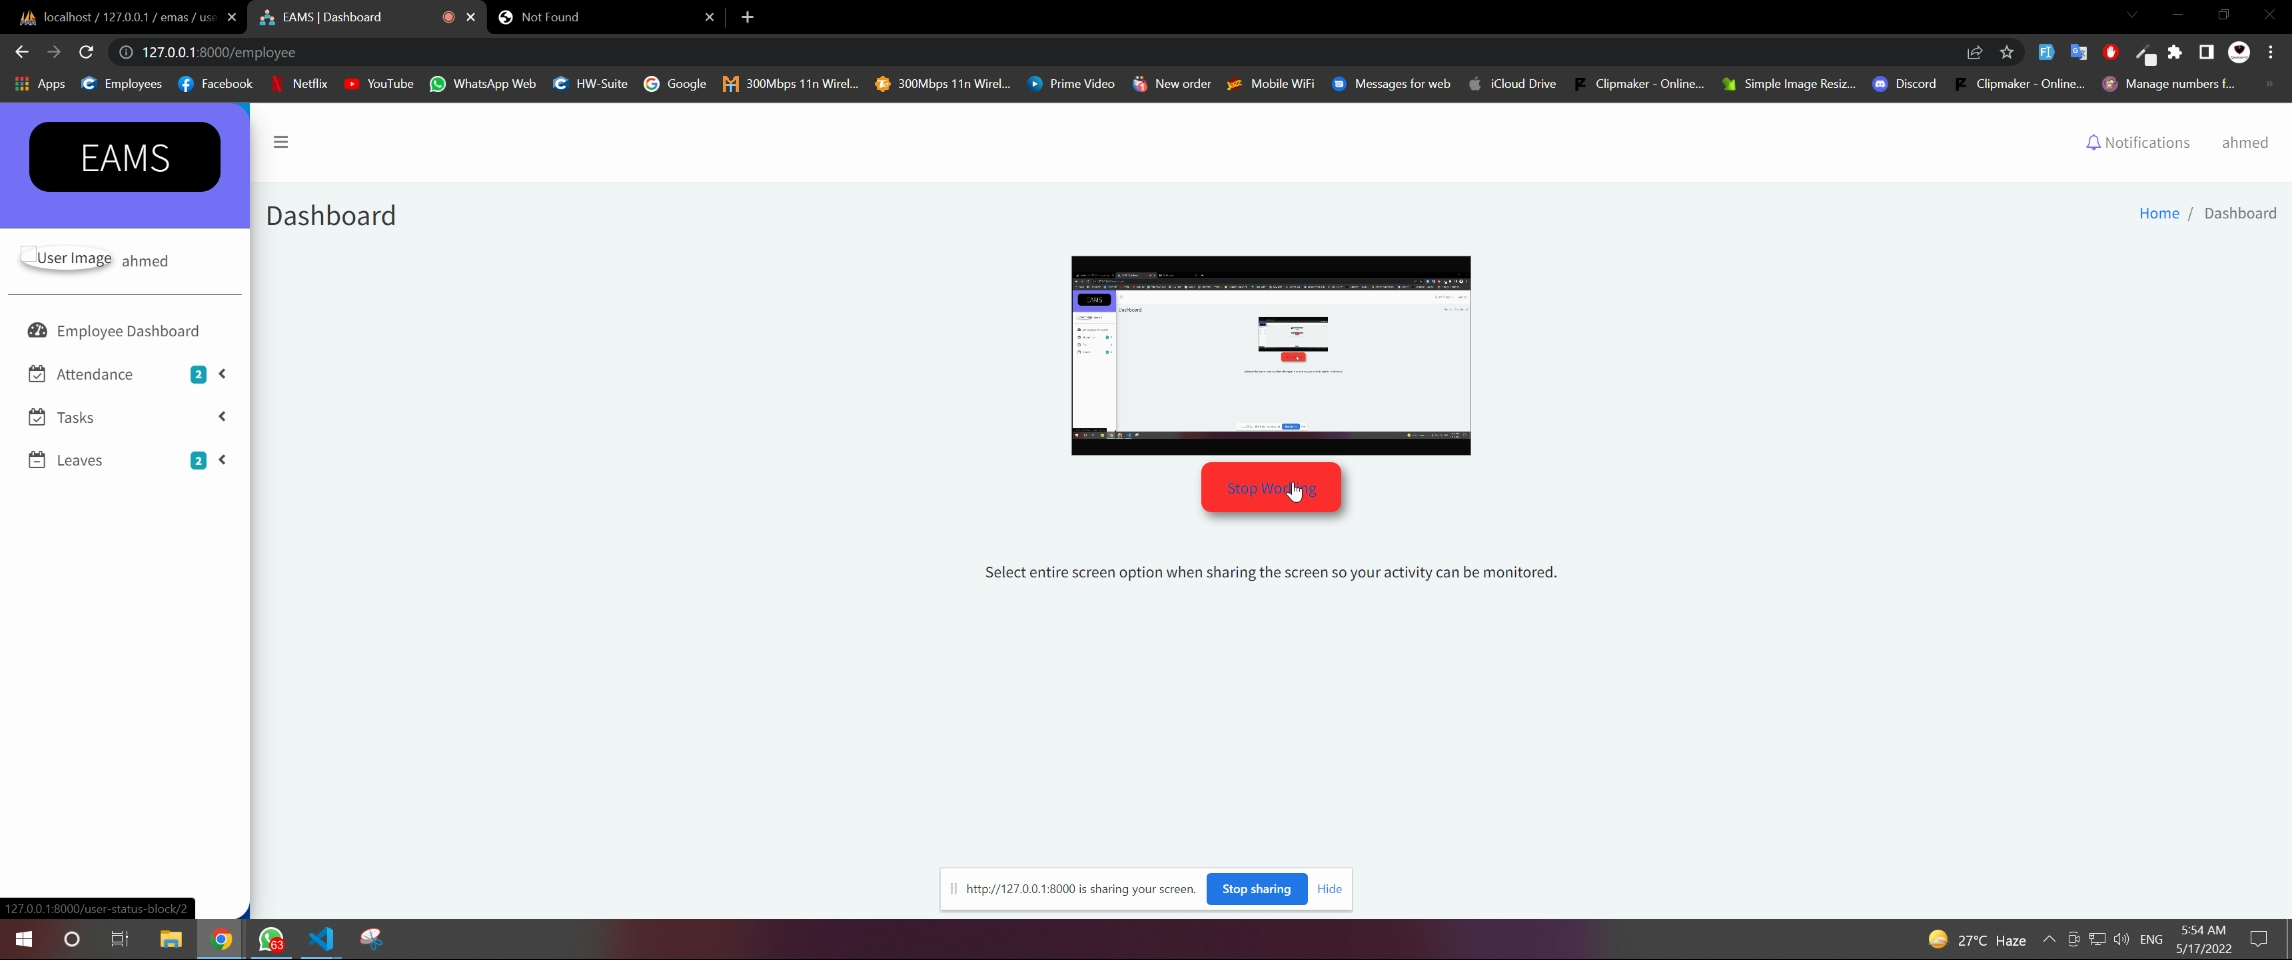 localhost / 127.0.0.1 / emas / use
EAMS | Dashboard
Not Found
127.0.0.1:8000/employee
Apps
Employees
Facebook
Netflix
YouTube
WhatsApp Web
HW-Suite
Google
300Mbps 11n Wirel...
300Mbps 11n Wirel...
Prime Video
New order
Mobile WiFi
Messages for web
iCloud Drive
Clipmaker - Online...
Simple Image Resiz...
Discord
Clipmaker - Online...
Manage numbers f...
EAMS
Notifications
ahmed
Dashboard
Home / Dashboard
User Image
ahmed
Employee Dashboard
Attendance 2
Tasks
Leaves 2
EAMS
Dashboard
Stop Working
Select entire screen option when sharing the screen so your activity can be monitored.
http://127.0.0.1:8000 is sharing your screen.
Stop sharing
Hide
127.0.0.1:8000/user-status-block/2
63
27°C Haze
ENG
5:54 AM
5/17/2022